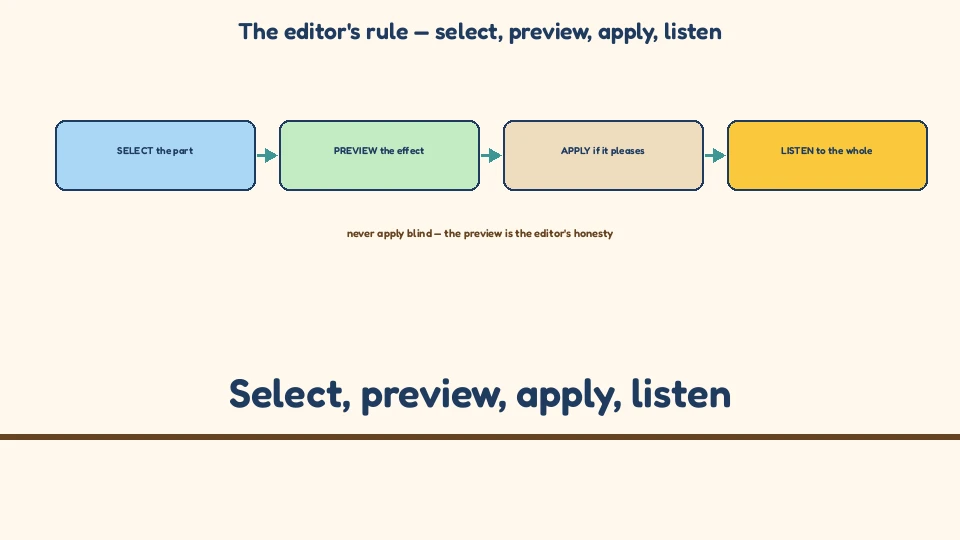 The editor's rule — select, preview, apply, listen
SELECT the part
PREVIEW the effect
APPLY if it pleases
LISTEN to the whole
never apply blind — the preview is the editor's honesty
Select, preview, apply, listen